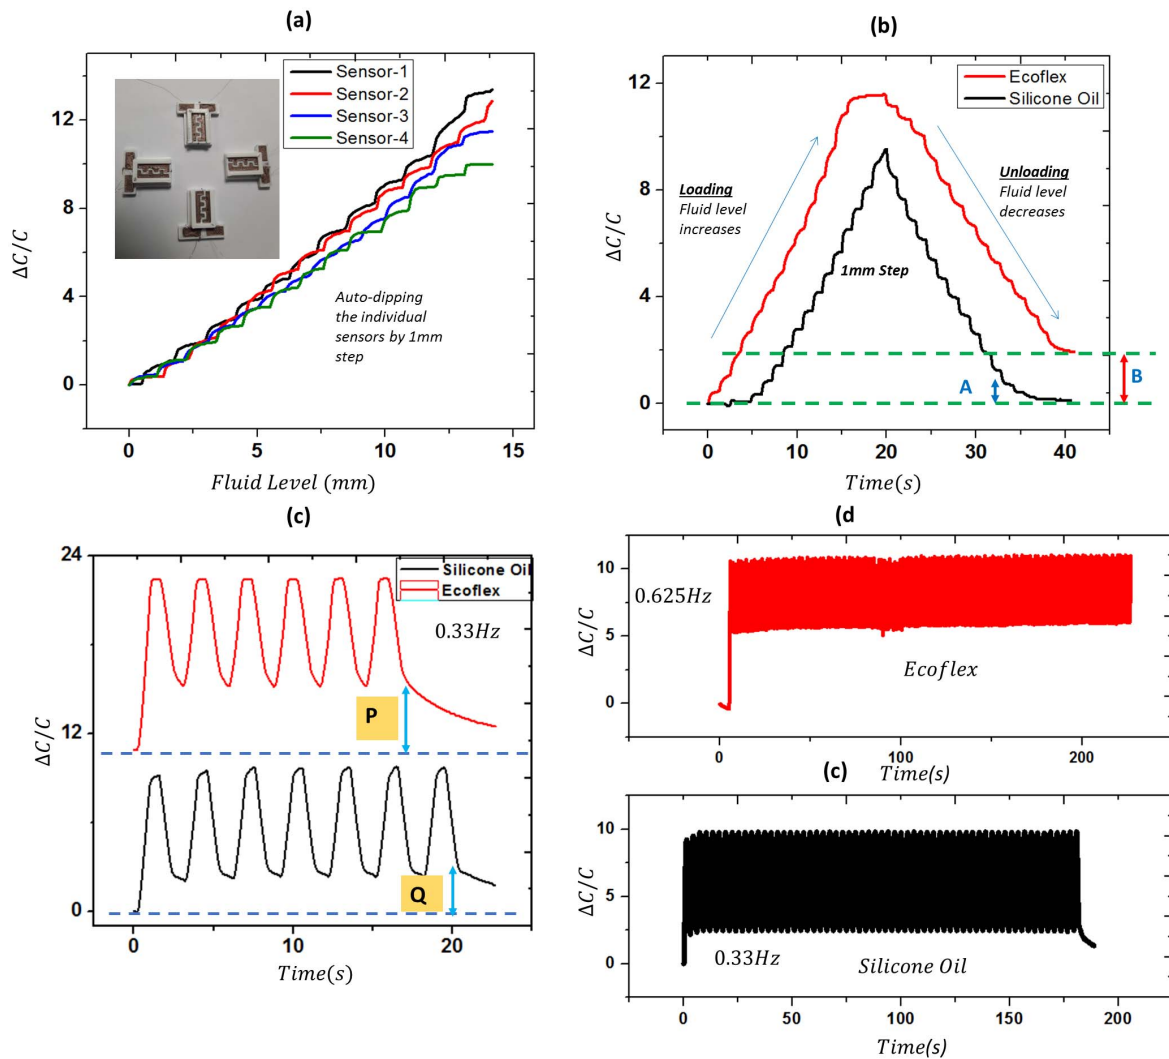 (a)
Sensor-1
Sensor-2
Sensor-3
Sensor-4
12
8
4
0
ΔC/C
Auto-dipping
the individual
sensors by 1mm
step
0
5
10
15
Fluid Level (mm)
(b)
Ecoflex
Silicone Oil
12
8
4
0
ΔC/C
Loading
Fluid level
increases
Unloading
Fluid level
decreases
1mm Step
A
B
0
10
20
30
40
Time(s)
(c)
24
12
0
ΔC/C
Silicone Oil
Ecoflex
0.33Hz
P
Q
0
10
20
Time(s)
(d)
10
5
0
ΔC/C
0.625Hz
Ecoflex
0
100
200
Time(s)
(c)
10
5
0
ΔC/C
0.33Hz
Silicone Oil
0
50
100
150
200
Time(s)